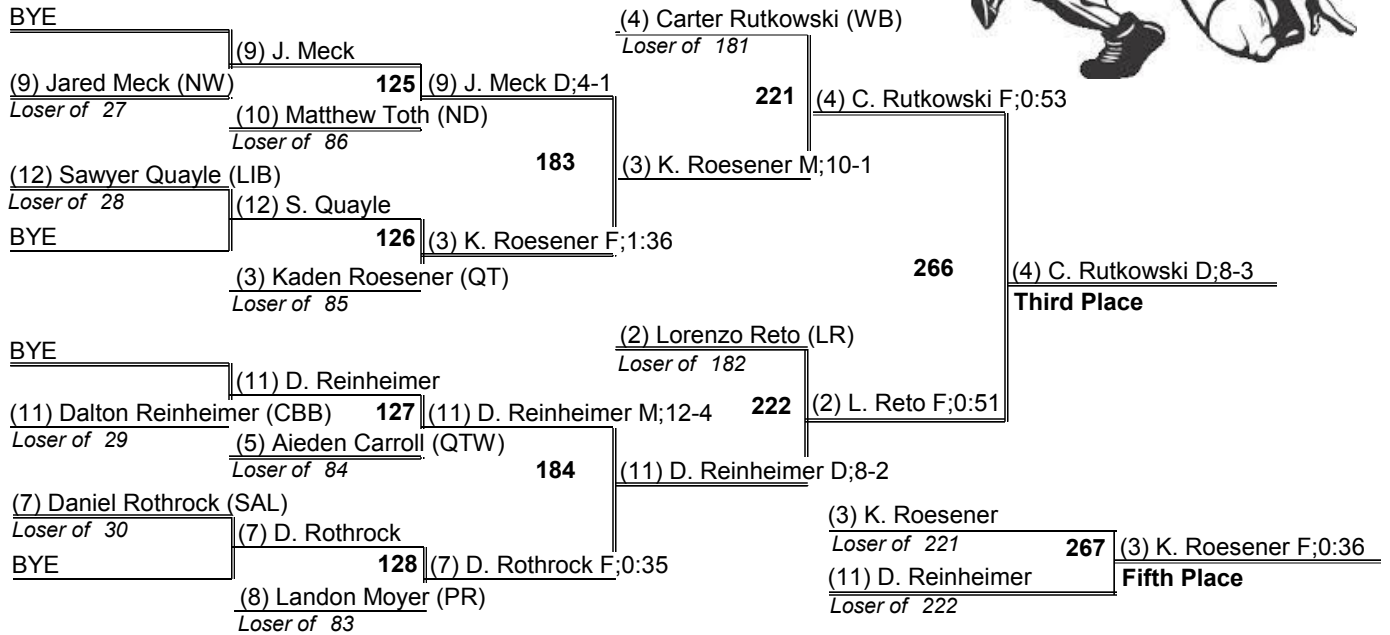 BYE
(9) J. Meck
(9) Jared Meck (NW)
Loser of 27
125
(9) J. Meck D;4-1
(10) Matthew Toth (ND)
Loser of 86
183
(12) Sawyer Quayle (LIB)
Loser of 28
(12) S. Quayle
BYE
126
(3) K. Roesener F;1:36
(3) Kaden Roesener (QT)
Loser of 85
(4) Carter Rutkowski (WB)
Loser of 181
221
(4) C. Rutkowski F;0:53
(3) K. Roesener M;10-1
266
(4) C. Rutkowski D;8-3
Third Place
BYE
(11) D. Reinheimer
(11) Dalton Reinheimer (CBB)
Loser of 29
127
(11) D. Reinheimer M;12-4
(5) Aieden Carroll (QTW)
Loser of 84
184
(7) Daniel Rothrock (SAL)
Loser of 30
(7) D. Rothrock
BYE
128
(7) D. Rothrock F;0:35
(8) Landon Moyer (PR)
Loser of 83
(2) Lorenzo Reto (LR)
Loser of 182
222
(2) L. Reto F;0:51
(11) D. Reinheimer D;8-2
(3) K. Roesener
Loser of 221
267
(3) K. Roesener F;0:36
(11) D. Reinheimer
Fifth Place
Loser of 222